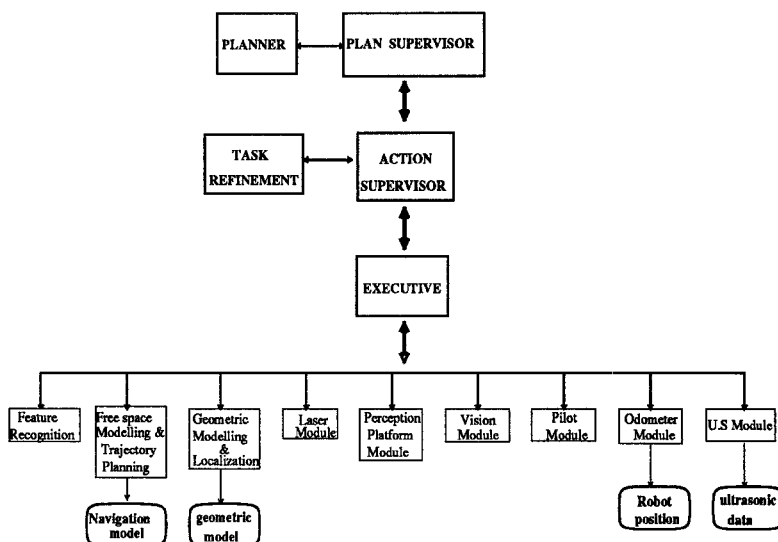 PLANNER
PLAN SUPERVISOR
TASK
REFINEMENT
ACTION
SUPERVISOR
EXECUTIVE
Feature
Recognition
Free space
Modelling &
Trajectory
Planning
Geometric
Modelling
&
Localization
Laser
Module
Perception
Platform
Module
Vision
Module
Pilot
Module
Odometer
Module
U.S Module
Navigation
model
geometric
model
Robot
position
ultrasonic
data